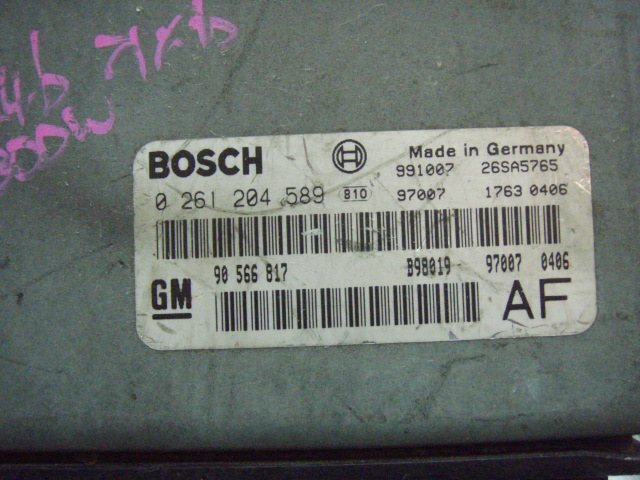 BOSCH Made in Germany
991007 26SA5765
0 261 204 589 810 97007 1763 0406
90 566 817 B98019 97007 0406
GM AF